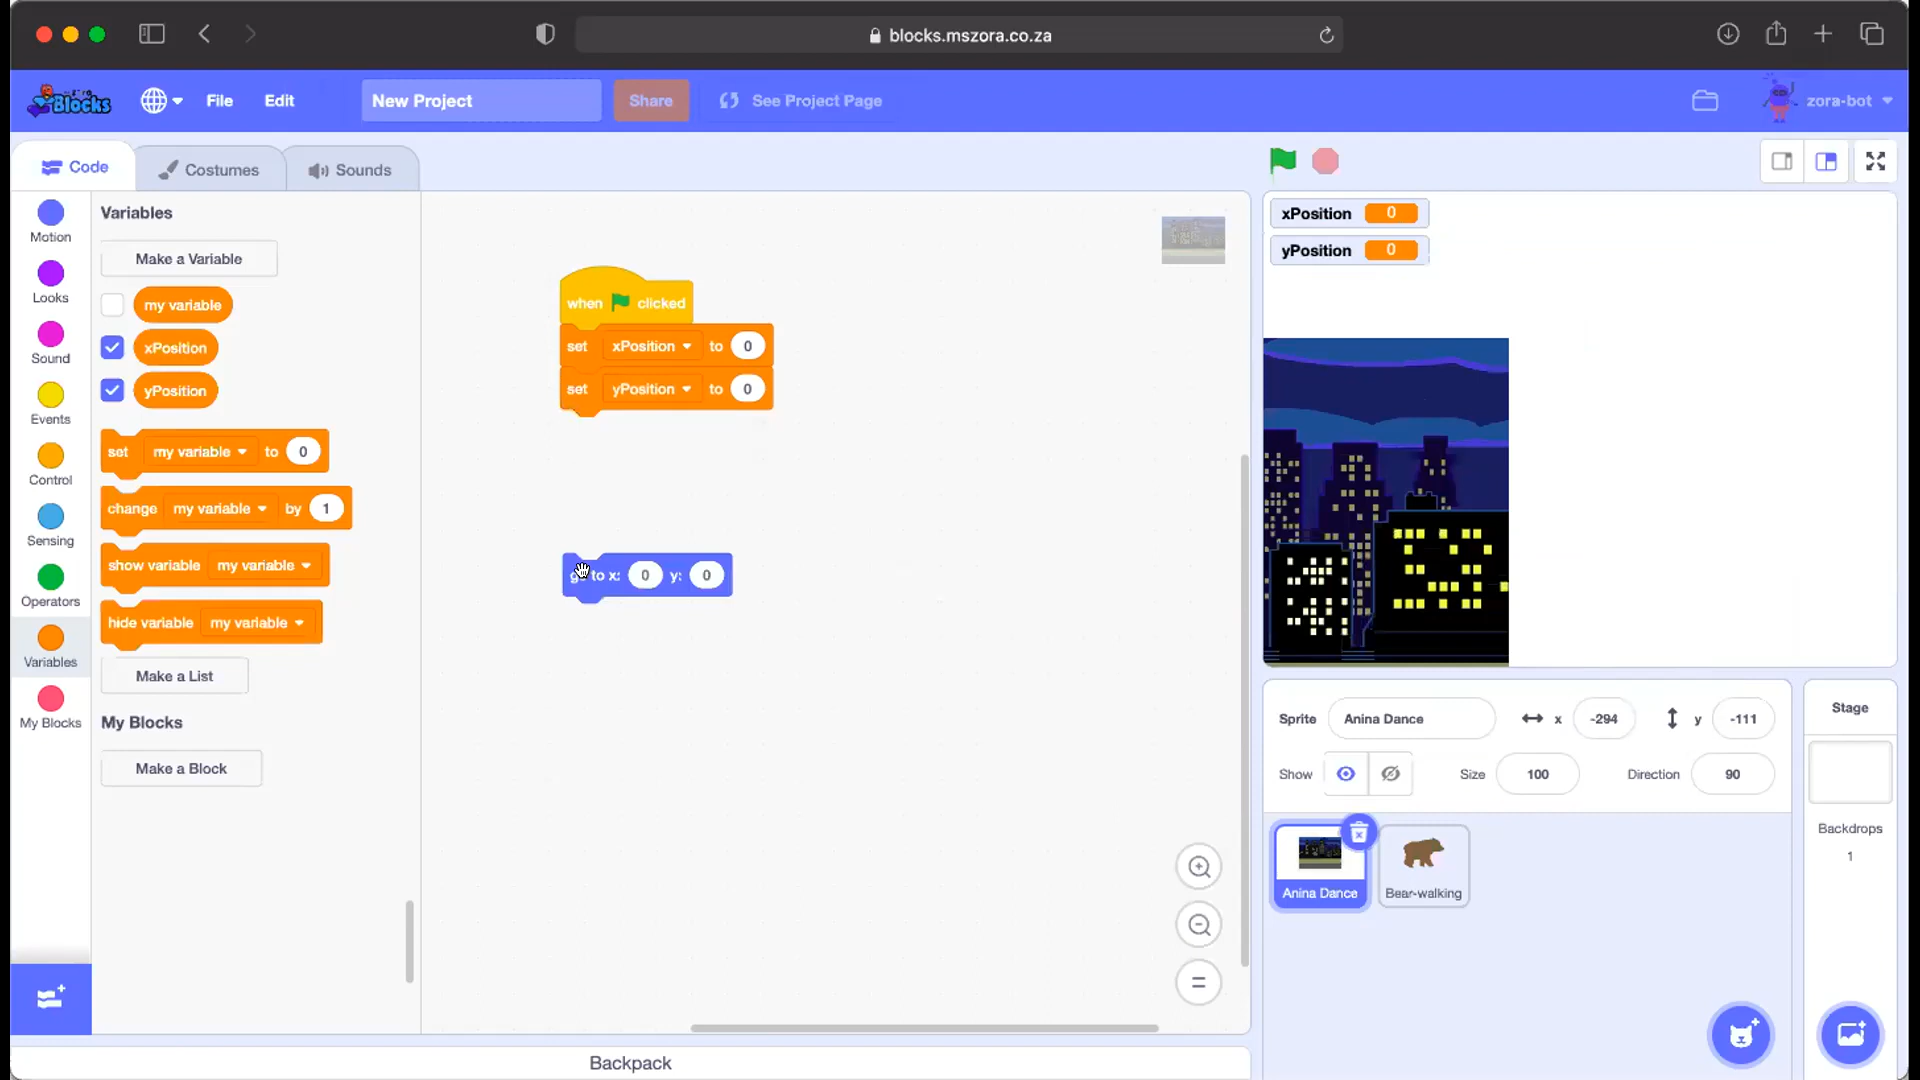 blocks.mszora.co.za
Blocks
File
Edit
New Project
Share
See Project Page
zora-bot
Code
Costumes
Sounds
Motion
Looks
Sound
Events
Control
Sensing
Operators
Variables
My Blocks
Variables
Make a Variable
my variable
xPosition
yPosition
set my variable to 0
change my variable by 1
show variable my variable
hide variable my variable
Make a List
My Blocks
Make a Block
when clicked
set xPosition to 0
set yPosition to 0
go to x: 0 y: 0
Backpack
xPosition 0
yPosition 0
Sprite Anina Dance x -294 y -111
Show Size 100 Direction 90
Anina Dance
Bear-walking
Stage
Backdrops
1